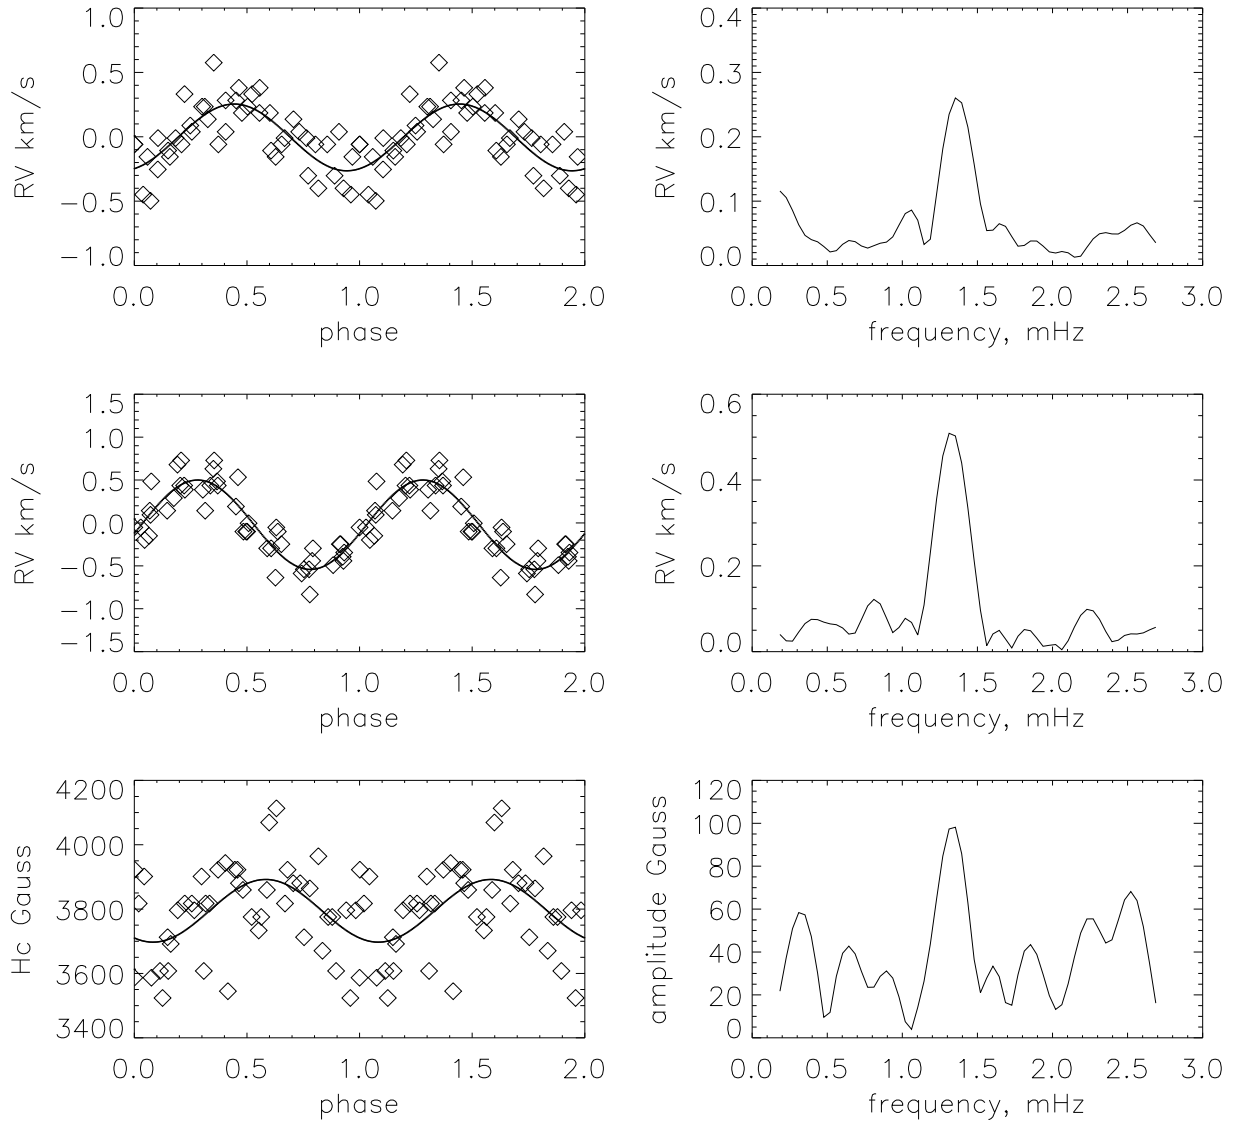 1.0
0.5
0.0
−0.5
−1.0
RV km/s
0.0 0.5 1.0 1.5 2.0
phase
0.4
0.3
0.2
0.1
0.0
RV km/s
0.0 0.5 1.0 1.5 2.0 2.5 3.0
frequency, mHz
1.5
1.0
0.5
0.0
−0.5
−1.0
−1.5
RV km/s
0.0 0.5 1.0 1.5 2.0
phase
0.6
0.4
0.2
0.0
RV km/s
0.0 0.5 1.0 1.5 2.0 2.5 3.0
frequency, mHz
4200
4000
3800
3600
3400
Hc Gauss
0.0 0.5 1.0 1.5 2.0
phase
120
100
80
60
40
20
0
amplitude Gauss
0.0 0.5 1.0 1.5 2.0 2.5 3.0
frequency, mHz